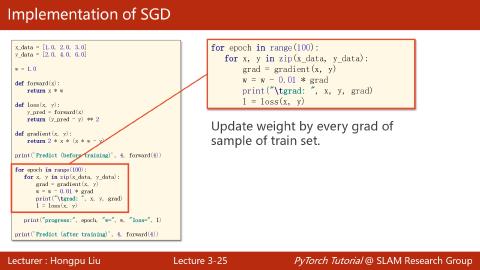 Implementation of SGD
x_data = [1.0, 2.0, 3.0]
y_data = [2.0, 4.0, 6.0]
w = 1.0
def forward(x):
return x * w
def loss(x, y):
y_pred = forward(x)
return (y_pred - y) ** 2
def gradient(x, y):
return 2 * x * (x * w - y)
print('Predict (before training)', 4, forward(4))
for epoch in range(100):
for x, y in zip(x_data, y_data):
grad = gradient(x, y)
w = w - 0.01 * grad
print("\tgrad: ", x, y, grad)
l = loss(x, y)
print("progress:", epoch, "w=", w, "loss=", l)
print('Predict (after training)', 4, forward(4))
for epoch in range(100):
for x, y in zip(x_data, y_data):
grad = gradient(x, y)
w = w - 0.01 * grad
print("\tgrad: ", x, y, grad)
l = loss(x, y)
Update weight by every grad of
sample of train set.
Lecturer : Hongpu Liu
Lecture 3-25
PyTorch Tutorial @ SLAM Research Group